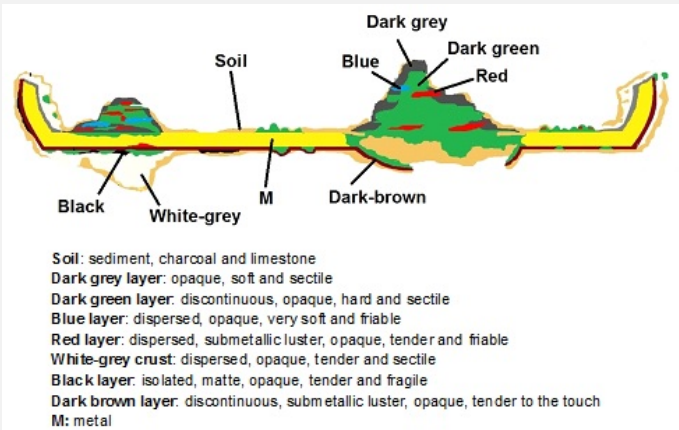 Dark grey
Dark green
Soil
Blue
Red
Black
White-grey
M
Dark-brown
Soil: sediment, charcoal and limestone
Dark grey layer: opaque, soft and sectile
Dark green layer: discontinuous, opaque, hard and sectile
Blue layer: dispersed, opaque, very soft and friable
Red layer: dispersed, submetallic luster, opaque, tender and friable
White-grey crust: dispersed, opaque, tender and sectile
Black layer: isolated, matte, opaque, tender and fragile
Dark brown layer: discontinuous, submetallic luster, opaque, tender to the touch
M: metal